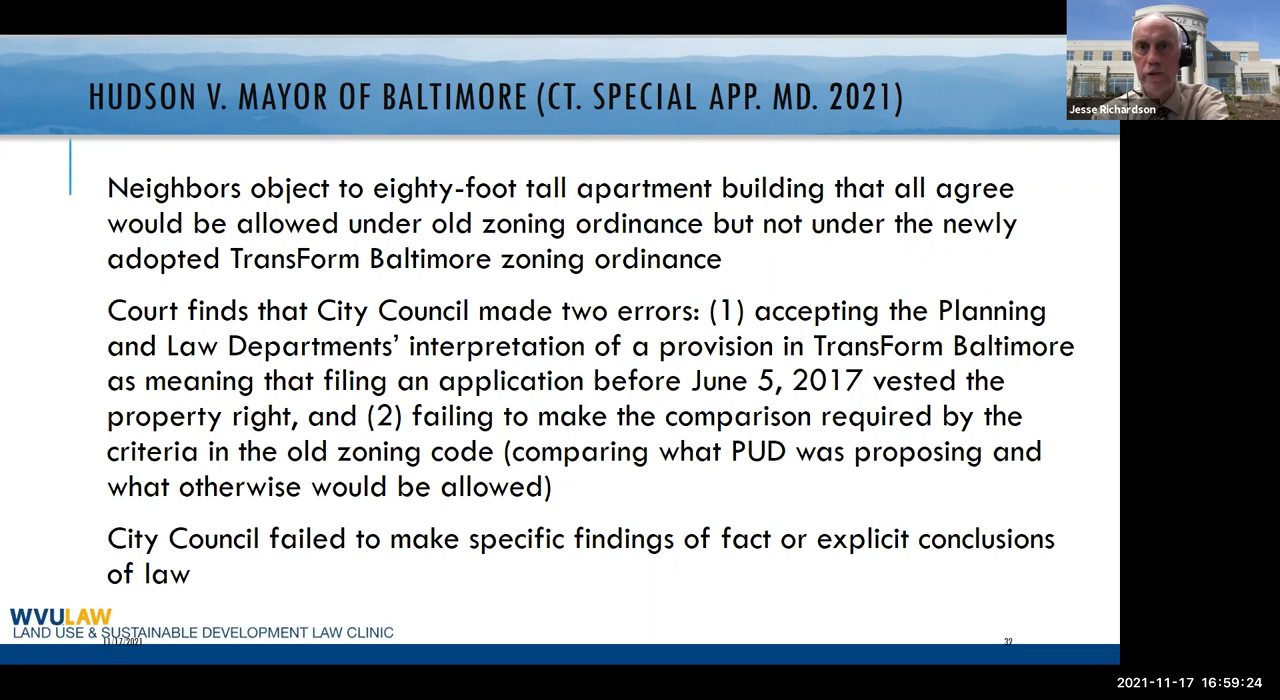 HUDSON V. MAYOR OF BALTIMORE (CT. SPECIAL APP. MD. 2021)
Jesse Richardson
Neighbors object to eighty-foot tall apartment building that all agree
would be allowed under old zoning ordinance but not under the newly
adopted TransForm Baltimore zoning ordinance
Court finds that City Council made two errors: (1) accepting the Planning
and Law Departments’ interpretation of a provision in TransForm Baltimore
as meaning that filing an application before June 5, 2017 vested the
property right, and (2) failing to make the comparison required by the
criteria in the old zoning code (comparing what PUD was proposing and
what otherwise would be allowed)
City Council failed to make specific findings of fact or explicit conclusions
of law
WVULAW
LAND USE & SUSTAINABLE DEVELOPMENT LAW CLINIC
11/17/2021
32
2021-11-17 16:59:24